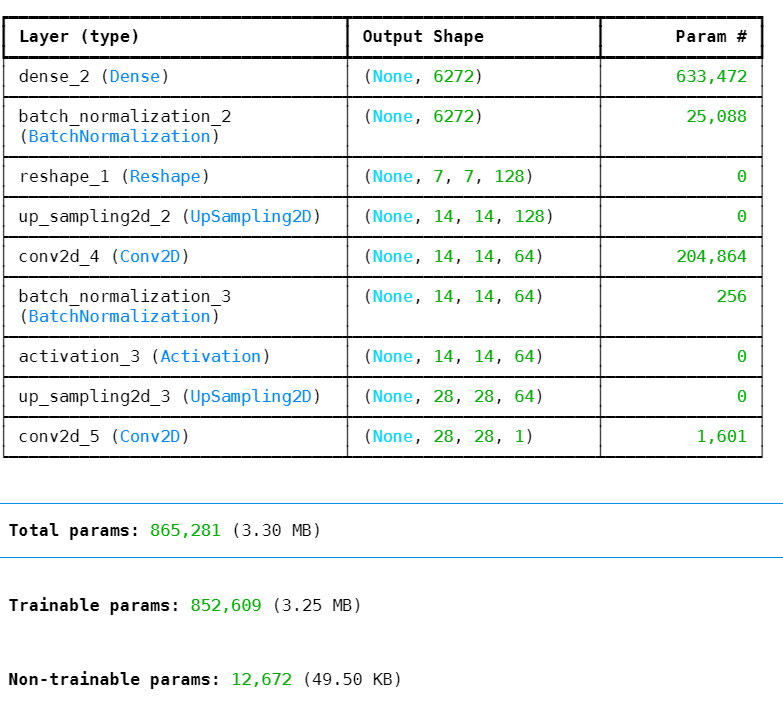 Layer (type) Output Shape Param #
dense_2 (Dense) (None, 6272) 633,472
batch_normalization_2 (None, 6272) 25,088
(BatchNormalization)
reshape_1 (Reshape) (None, 7, 7, 128) 0
up_sampling2d_2 (UpSampling2D) (None, 14, 14, 128) 0
conv2d_4 (Conv2D) (None, 14, 14, 64) 204,864
batch_normalization_3 (None, 14, 14, 64) 256
(BatchNormalization)
activation_3 (Activation) (None, 14, 14, 64) 0
up_sampling2d_3 (UpSampling2D) (None, 28, 28, 64) 0
conv2d_5 (Conv2D) (None, 28, 28, 1) 1,601
Total params: 865,281 (3.30 MB)
Trainable params: 852,609 (3.25 MB)
Non-trainable params: 12,672 (49.50 KB)